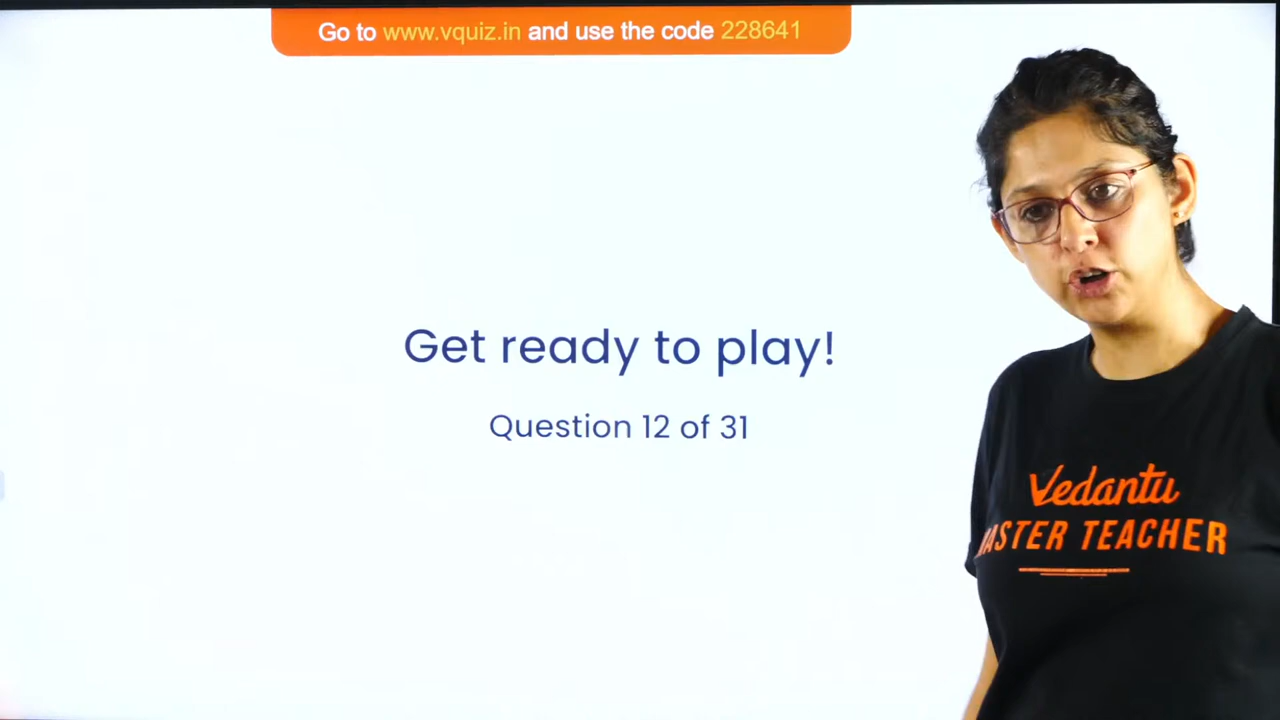 Go to www.vquiz.in and use the code 228641
Get ready to play!
Question 12 of 31
Vedantu
MASTER TEACHER